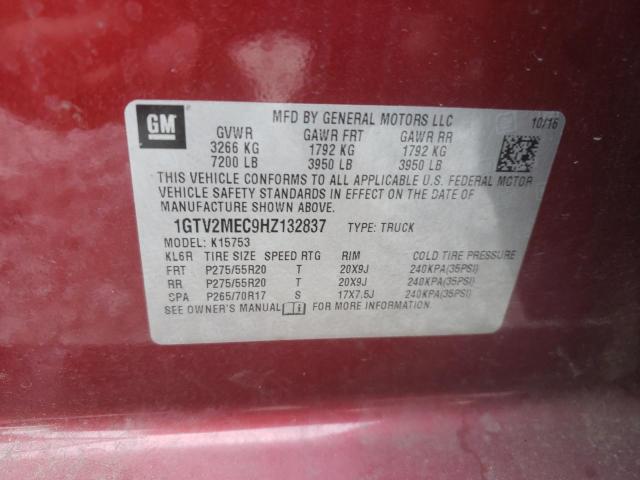 GM
MFD BY GENERAL MOTORS LLC
10/16
GVWR GAWR FRT GAWR RR
3266 KG 1792 KG 1792 KG
7200 LB 3950 LB 3950 LB
THIS VEHICLE CONFORMS TO ALL APPLICABLE U.S. FEDERAL MOTOR
VEHICLE SAFETY STANDARDS IN EFFECT ON THE DATE OF
MANUFACTURE SHOWN ABOVE.
1GTV2MEC9HZ132837 TYPE: TRUCK
MODEL: K15753
KL6R TIRE SIZE SPEED RTG RIM COLD TIRE PRESSURE
FRT P275/55R20 T 20X9J 240KPA(35PSI)
RR P275/55R20 T 20X9J 240KPA(35PSI)
SPA P265/70R17 S 17X7.5J 240KPA(35PSI)
SEE OWNER'S MANUAL FOR MORE INFORMATION.